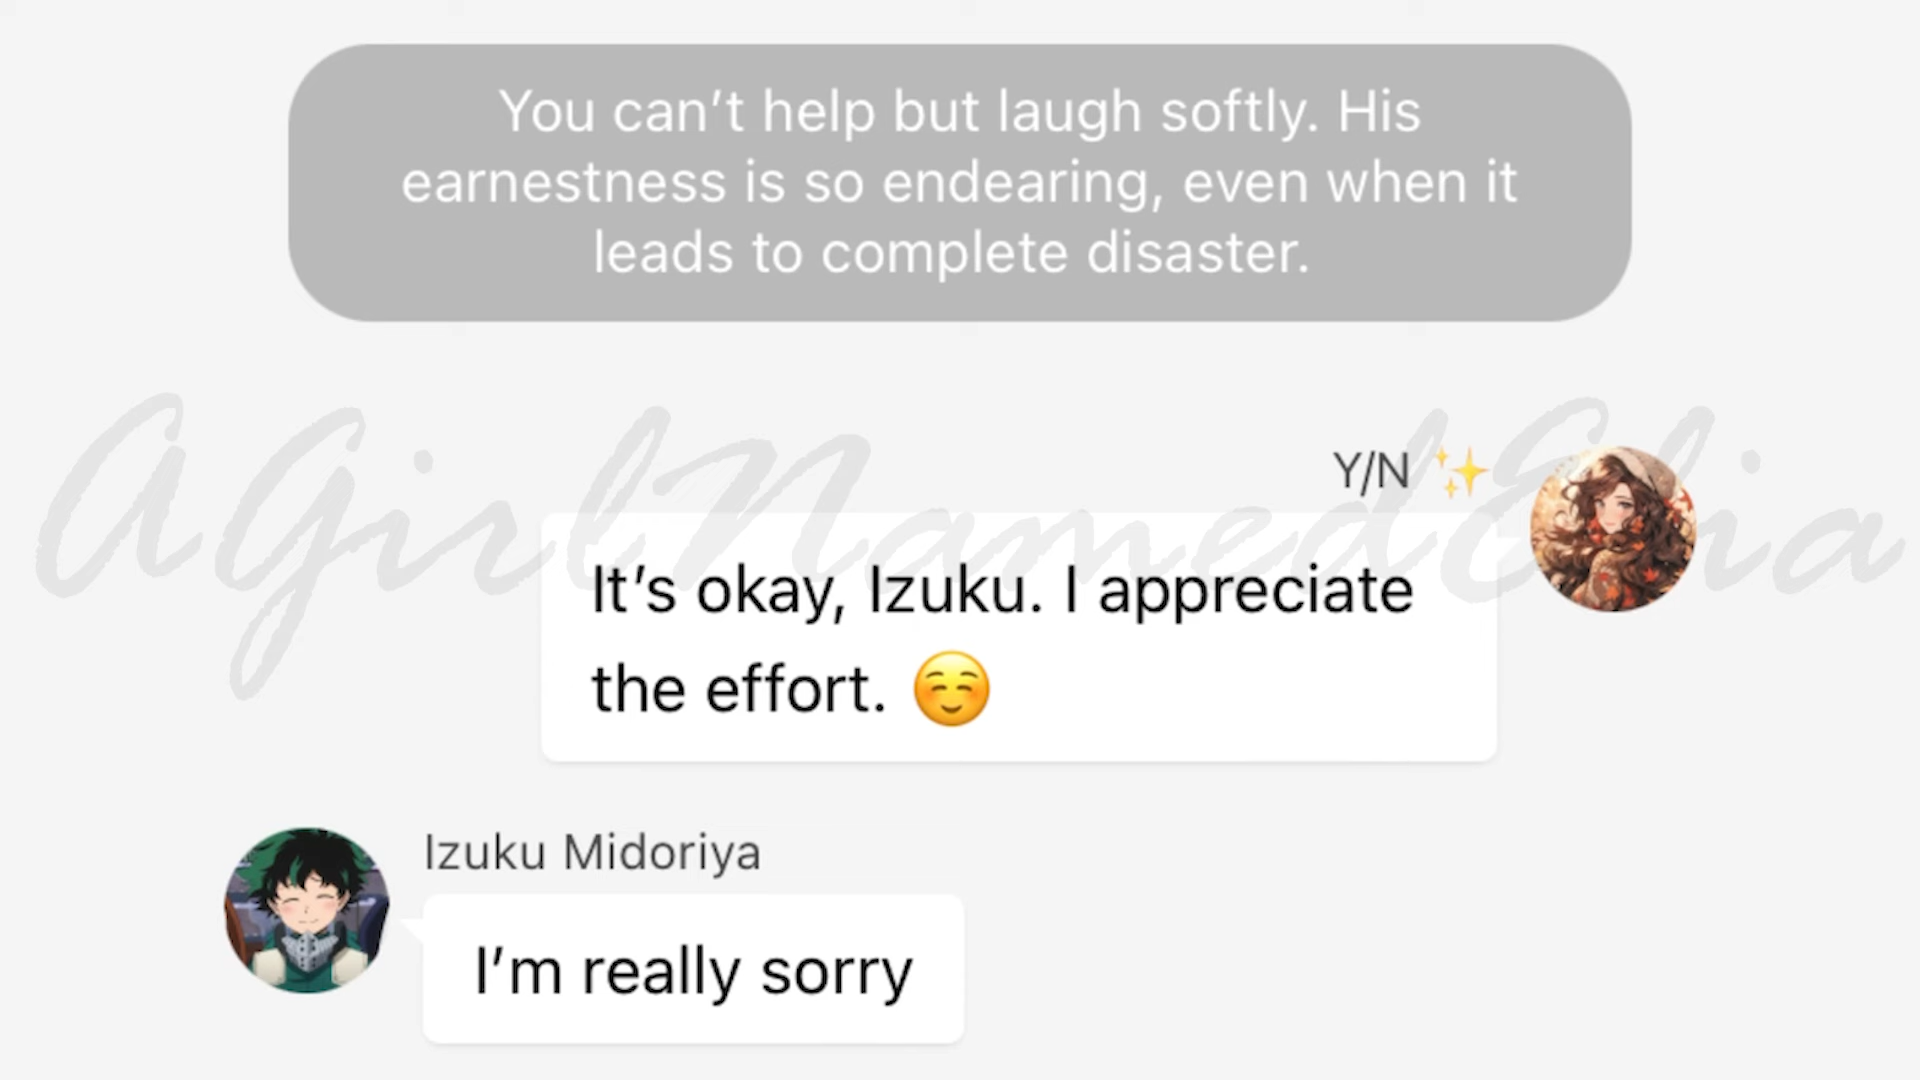 You can’t help but laugh softly. His
earnestness is so endearing, even when it
leads to complete disaster.
AGirlNamedElia
Y/N ✨
It’s okay, Izuku. I appreciate
the effort. ☺️
Izuku Midoriya
I’m really sorry